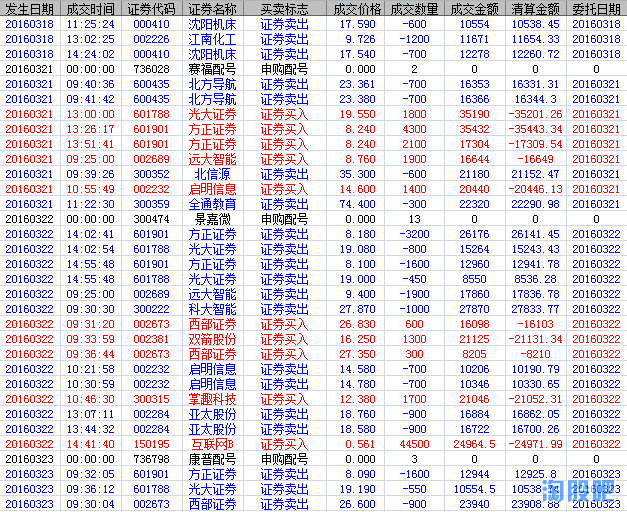 发生日期 成交时间 证券代码 证券名称 买卖标志 成交价格 成交数量 成交金额 清算金额 委托日期
20160318 11:25:24 000410 沈阳机床 证券卖出 17.590 -600 10554 10538.45 20160318
20160318 13:02:25 002226 江南化工 证券卖出 9.726 -1200 11671 11654.33 20160318
20160318 14:24:02 000410 沈阳机床 证券卖出 17.540 -700 12278 12260.72 20160318
20160321 00:00:00 736028 赛福配号 申购配号 0.000 2 0 0 0
20160321 09:40:36 600435 北方导航 证券卖出 23.361 -700 16353 16331.31 20160321
20160321 09:41:42 600435 北方导航 证券卖出 23.380 -700 16366 16344.3 20160321
20160321 13:00:00 601788 光大证券 证券买入 19.550 1800 35190 -35201.26 20160321
20160321 13:26:17 601901 方正证券 证券买入 8.240 4300 35432 -35443.34 20160321
20160321 13:51:41 601901 方正证券 证券买入 8.240 2100 17304 -17309.54 20160321
20160321 09:25:00 002689 远大智能 证券买入 8.760 1900 16644 -16649 20160321
20160321 09:39:26 300352 北信源 证券卖出 35.300 -600 21180 21152.47 20160321
20160321 10:55:49 002232 启明信息 证券买入 14.600 1400 20440 -20446.13 20160321
20160321 11:22:30 300359 全通教育 证券卖出 74.400 -300 22320 22290.98 20160321
20160322 00:00:00 300474 景嘉微 申购配号 0.000 13 0 0 0
20160322 14:02:41 601901 方正证券 证券卖出 8.180 -3200 26176 26141.45 20160322
20160322 14:02:54 601788 光大证券 证券卖出 19.080 -800 15264 15243.43 20160322
20160322 14:55:48 601901 方正证券 证券卖出 8.100 -1600 12960 12941.78 20160322
20160322 14:55:48 601788 光大证券 证券卖出 19.000 -450 8550 8536.28 20160322
20160322 09:25:00 002689 远大智能 证券卖出 9.400 -1900 17860 17836.78 20160322
20160322 09:30:30 300222 科大智能 证券卖出 27.870 -1000 27870 27833.77 20160322
20160322 09:31:20 002673 西部证券 证券买入 26.830 600 16098 -16103 20160322
20160322 09:33:59 002381 双箭股份 证券买入 16.250 1300 21125 -21131.34 20160322
20160322 09:36:44 002673 西部证券 证券买入 27.350 300 8205 -8210 20160322
20160322 10:21:58 002232 启明信息 证券卖出 14.580 -700 10206 10190.79 20160322
20160322 10:30:59 002232 启明信息 证券卖出 14.780 -700 10346 10330.65 20160322
20160322 10:46:30 300315 掌趣科技 证券买入 12.380 1700 21046 -21052.31 20160322
20160322 13:07:11 002284 亚太股份 证券卖出 18.760 -900 16884 16862.05 20160322
20160322 13:44:32 002284 亚太股份 证券卖出 18.580 -900 16722 16700.26 20160322
20160322 14:41:40 150195 互联网B 证券买入 0.561 44500 24964.5 -24971.99 20160322
20160323 00:00:00 736798 康普配号 申购配号 0.000 3 0 0 0
20160323 09:32:05 601901 方正证券 证券卖出 8.090 -1600 12944 12925.8 20160323
20160323 09:36:12 601788 光大证券 证券卖出 19.190 -550 10554.5 20160323
20160323 09:30:04 002673 西部证券 证券卖出 26.600 -900 23940 23908.88 20160323
淘股吧